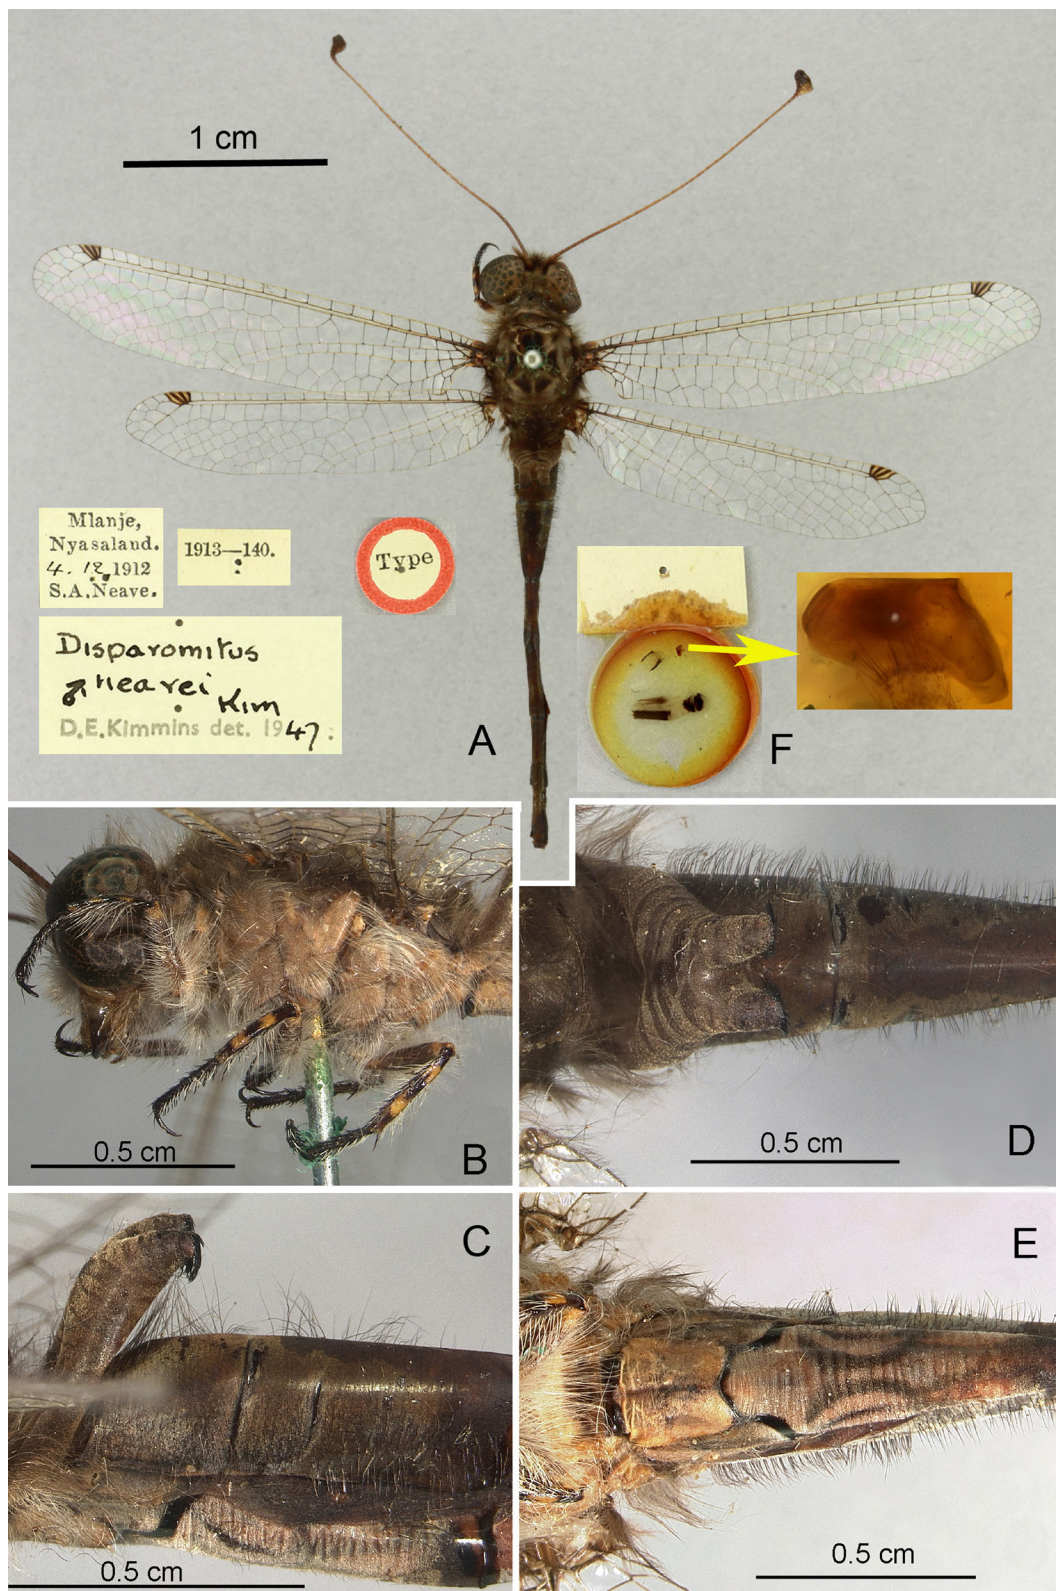 1 cm
Mlanje,
Nyasaland.
4. 12. 1912
S.A. Neave.
1913—140.
Type
Disparomitus
♂ neavei Kim
D.E. Kimmins det. 1947.
A
F
0.5 cm
B
0.5 cm
D
C
0.5 cm
E
0.5 cm